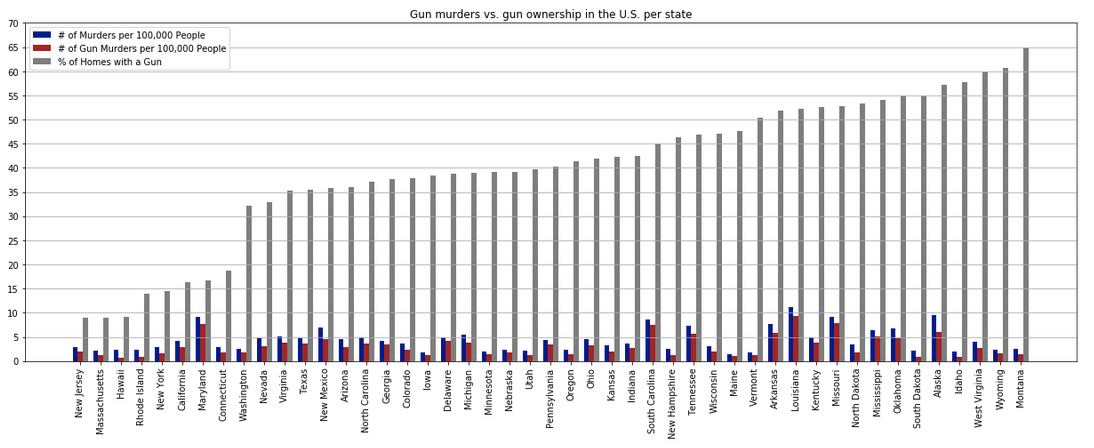 Gun murders vs. gun ownership in the U.S. per state
# of Murders per 100,000 People
# of Gun Murders per 100,000 People
% of Homes with a Gun
70
65
60
55
50
45
40
35
30
25
20
15
10
5
0
New Jersey
Massachusetts
Hawaii
Rhode Island
New York
California
Maryland
Connecticut
Washington
Nevada
Virginia
Texas
New Mexico
Arizona
North Carolina
Georgia
Colorado
Iowa
Delaware
Michigan
Minnesota
Nebraska
Utah
Pennsylvania
Oregon
Ohio
Kansas
Indiana
South Carolina
New Hampshire
Tennessee
Wisconsin
Maine
Vermont
Arkansas
Louisiana
Kentucky
Missouri
North Dakota
Mississippi
Oklahoma
South Dakota
Alaska
Idaho
West Virginia
Wyoming
Montana